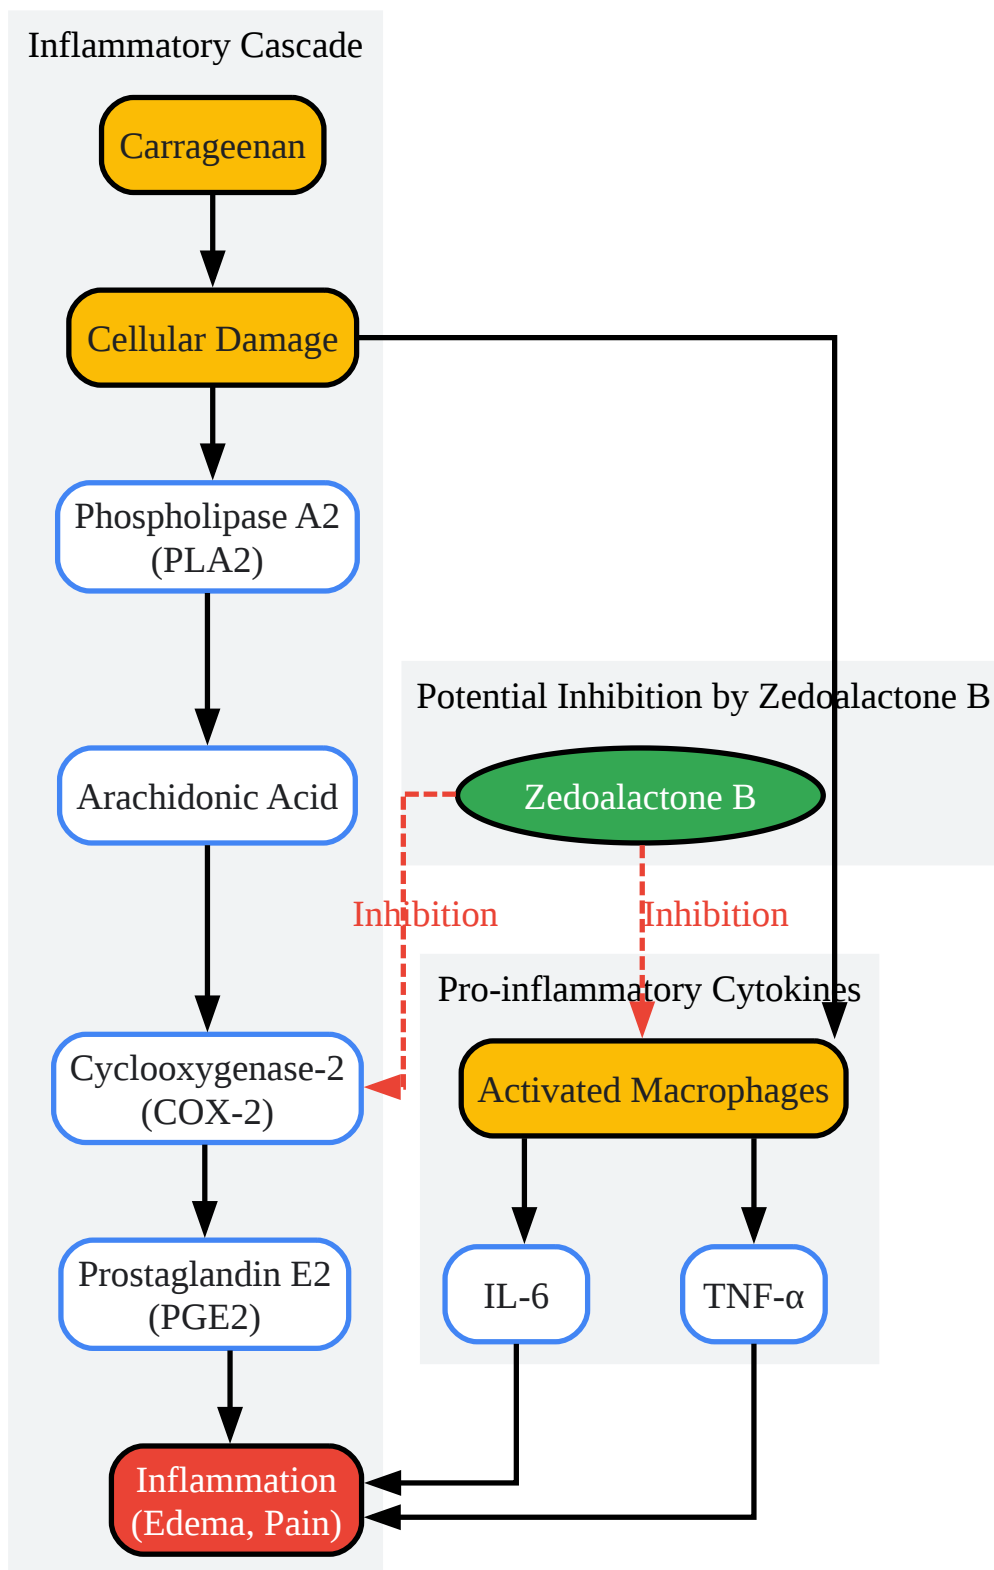 Inflammatory Cascade
Carrageenan
Cellular Damage
Phospholipase A2
(PLA2)
Potential Inhibition by Zedoalactone B
Arachidonic Acid
Zedoalactone B
Inhibition
Inhibition
Pro-inflammatory Cytokines
Cyclooxygenase-2
(COX-2)
Activated Macrophages
Prostaglandin E2
(PGE2)
IL-6
TNF-α
Inflammation
(Edema, Pain)